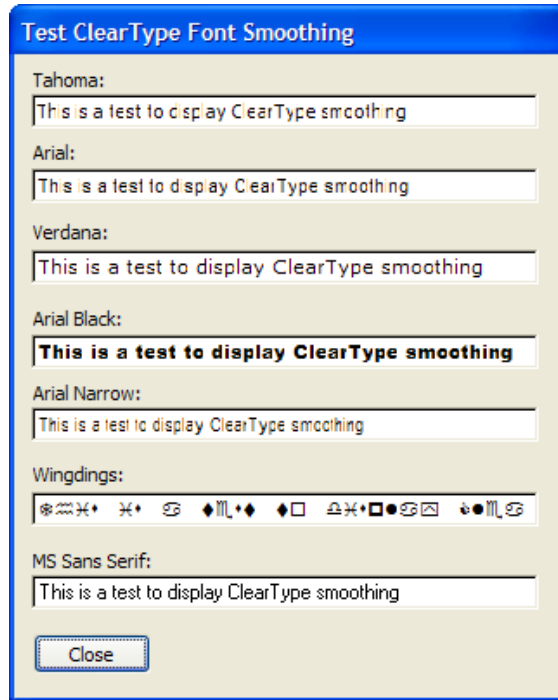 Test ClearType Font Smoothing
Tahoma:
This is a test to display ClearType smoothing
Arial:
This is a test to display ClearType smoothing
Verdana:
This is a test to display ClearType smoothing
Arial Black:
This is a test to display ClearType smoothing
Arial Narrow:
This is a test to display ClearType smoothing
Wingdings:
❄♒♓⬧ ♓⬧ ♋ ⧫♏⬧⧫ ⧫□ ♎♓⬧◻●♋⍓ 👍●♏♋
MS Sans Serif:
This is a test to display ClearType smoothing
Close